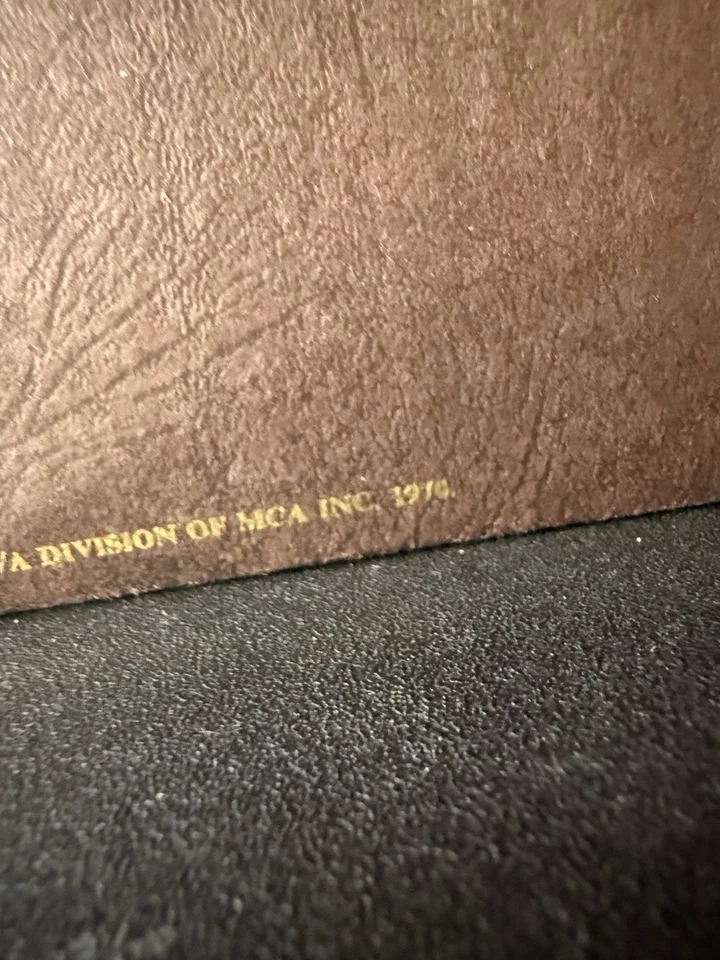 /A DIVISION OF MCA INC.